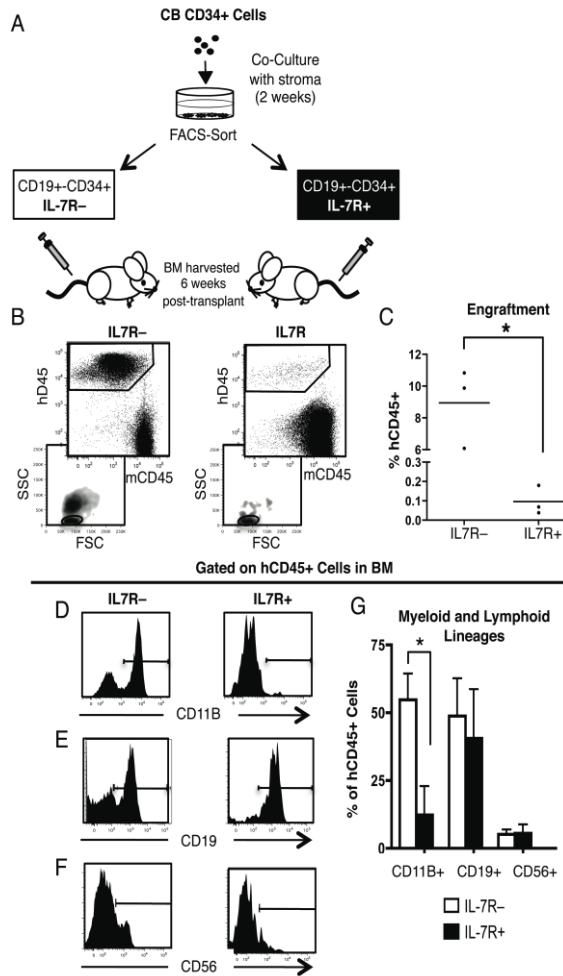 A
CB CD34+ Cells
Co-Culture
with stroma
(2 weeks)
FACS-Sort
CD19+-CD34+
IL-7R–
CD19+-CD34+
IL-7R+
BM harvested
6 weeks
post-transplant
B
IL7R–
IL7R
hD45
mCD45
SSC
FSC
SSC
FSC
C
Engraftment
*
% hCD45+
12
10
8
6
0.3
0.2
0.1
0.0
IL7R–
IL7R+
Gated on hCD45+ Cells in BM
IL7R–
IL7R+
D
CD11B
E
CD19
F
CD56
G
Myeloid and Lymphoid
Lineages
*
% of hCD45+ Cells
75
50
25
0
CD11B+ CD19+ CD56+
IL-7R–
IL-7R+